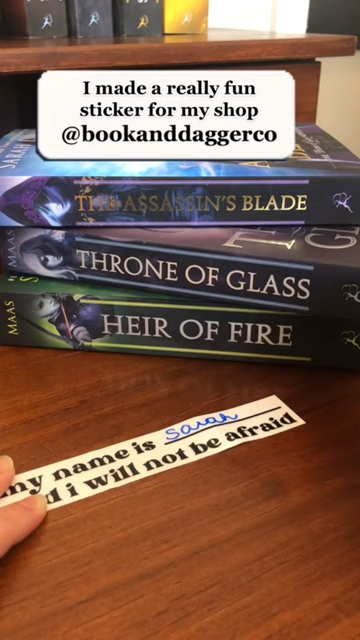 I made a really fun
sticker for my shop
@bookanddaggerco
SARAH
THE ASSASSIN'S BLADE
MAAS
THRONE OF GLASS
MAAS
HEIR OF FIRE
my name is sarah
i will not be afraid